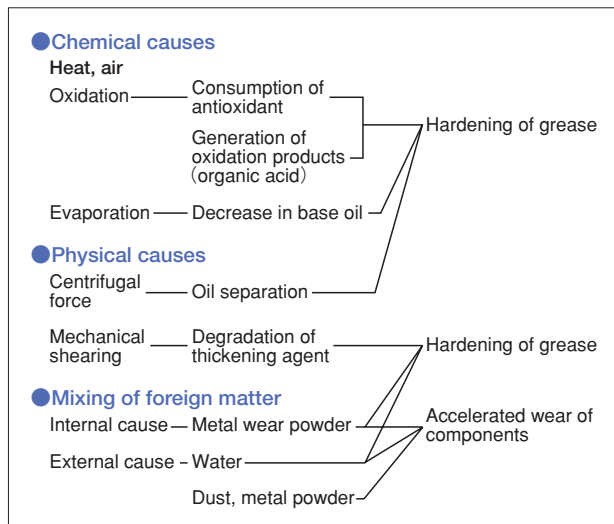 ●Chemical causes
Heat, air
Oxidation
Consumption of
antioxidant
Generation of
oxidation products
(organic acid)
Hardening of grease
Evaporation
Decrease in base oil
●Physical causes
Centrifugal
force
Oil separation
Mechanical
shearing
Degradation of
thickening agent
Hardening of grease
●Mixing of foreign matter
Internal cause
Metal wear powder
Accelerated wear of
components
External cause
Water
Dust, metal powder